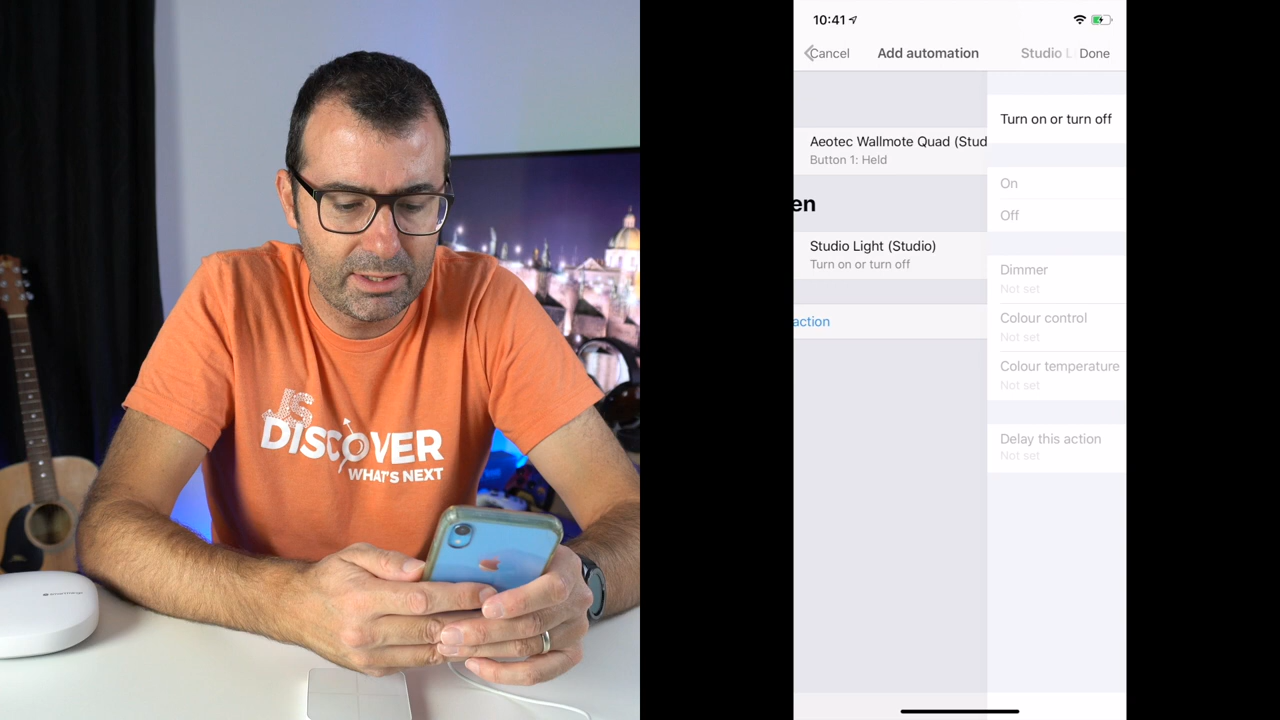 JS
DISCOVER
WHAT'S NEXT
10:41
Cancel
Add automation
Studio L
Done
Aeotec Wallmote Quad (Stud
Button 1: Held
en
Studio Light (Studio)
Turn on or turn off
action
Turn on or turn off
On
Off
Dimmer
Not set
Colour control
Not set
Colour temperature
Not set
Delay this action
Not set